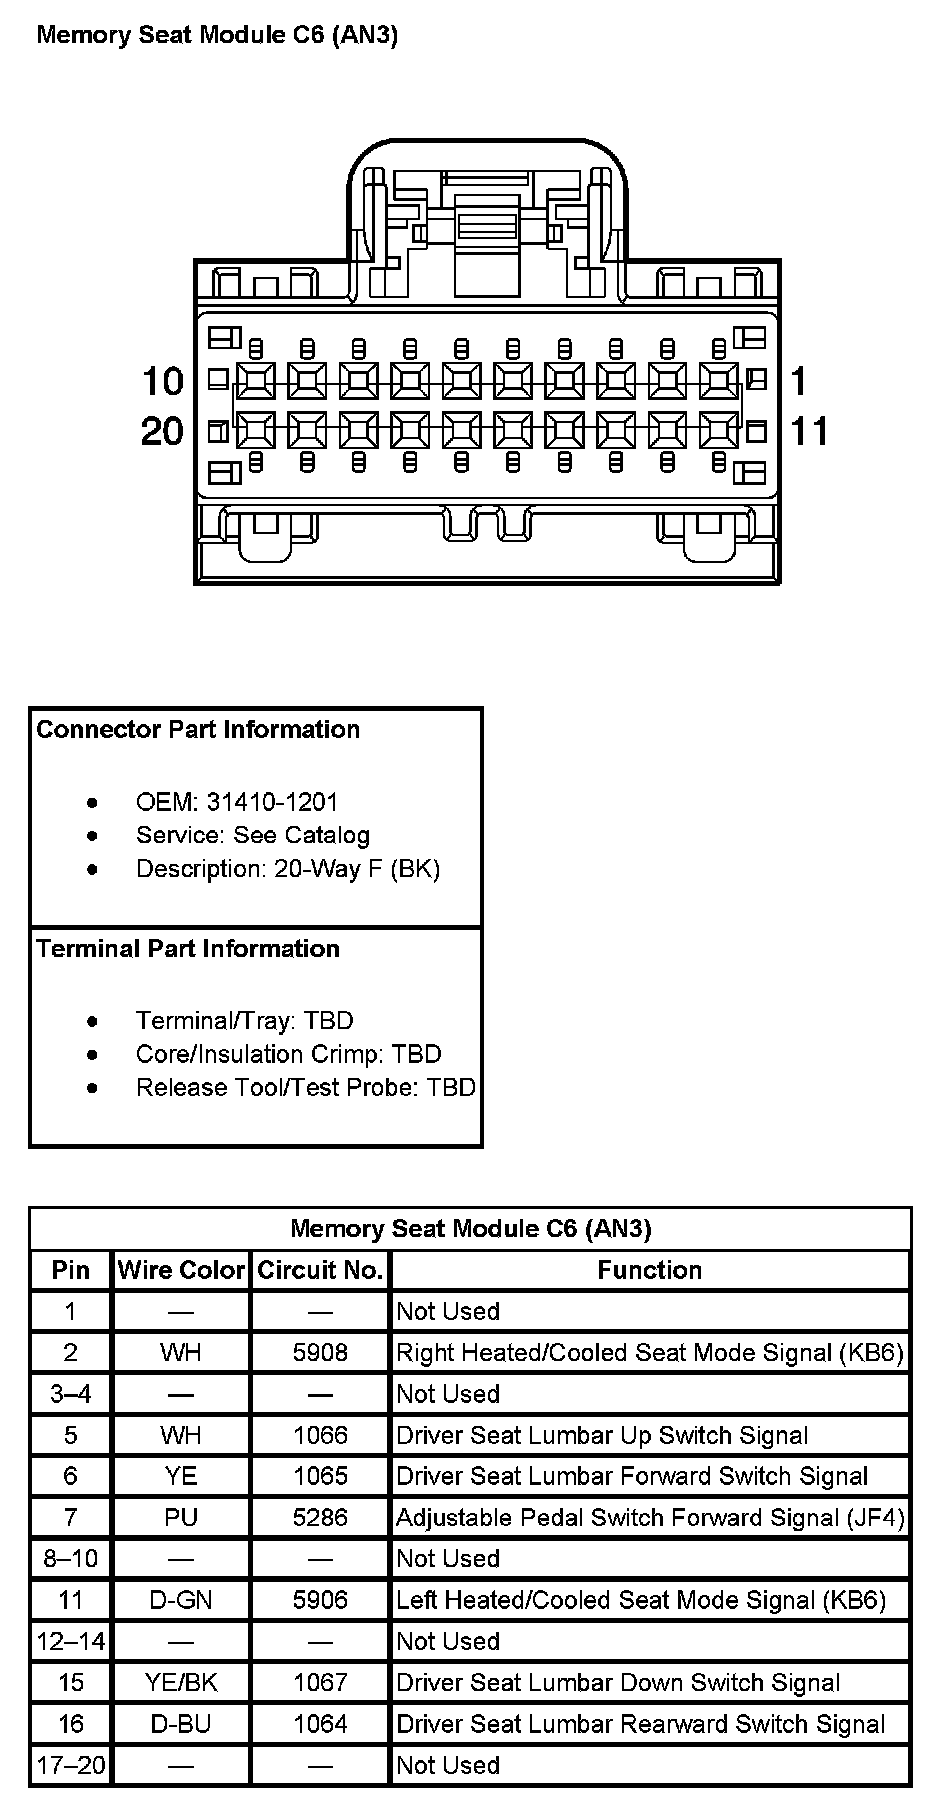 Memory Seat Module C6 (AN3)
10 1
20 11
Connector Part Information
• OEM: 31410-1201
• Service: See Catalog
• Description: 20-Way F (BK)
Terminal Part Information
• Terminal/Tray: TBD
• Core/Insulation Crimp: TBD
• Release Tool/Test Probe: TBD
Memory Seat Module C6 (AN3)
Pin Wire Color Circuit No. Function
1 — — Not Used
2 WH 5908 Right Heated/Cooled Seat Mode Signal (KB6)
3–4 — — Not Used
5 WH 1066 Driver Seat Lumbar Up Switch Signal
6 YE 1065 Driver Seat Lumbar Forward Switch Signal
7 PU 5286 Adjustable Pedal Switch Forward Signal (JF4)
8–10 — — Not Used
11 D-GN 5906 Left Heated/Cooled Seat Mode Signal (KB6)
12–14 — — Not Used
15 YE/BK 1067 Driver Seat Lumbar Down Switch Signal
16 D-BU 1064 Driver Seat Lumbar Rearward Switch Signal
17–20 — — Not Used